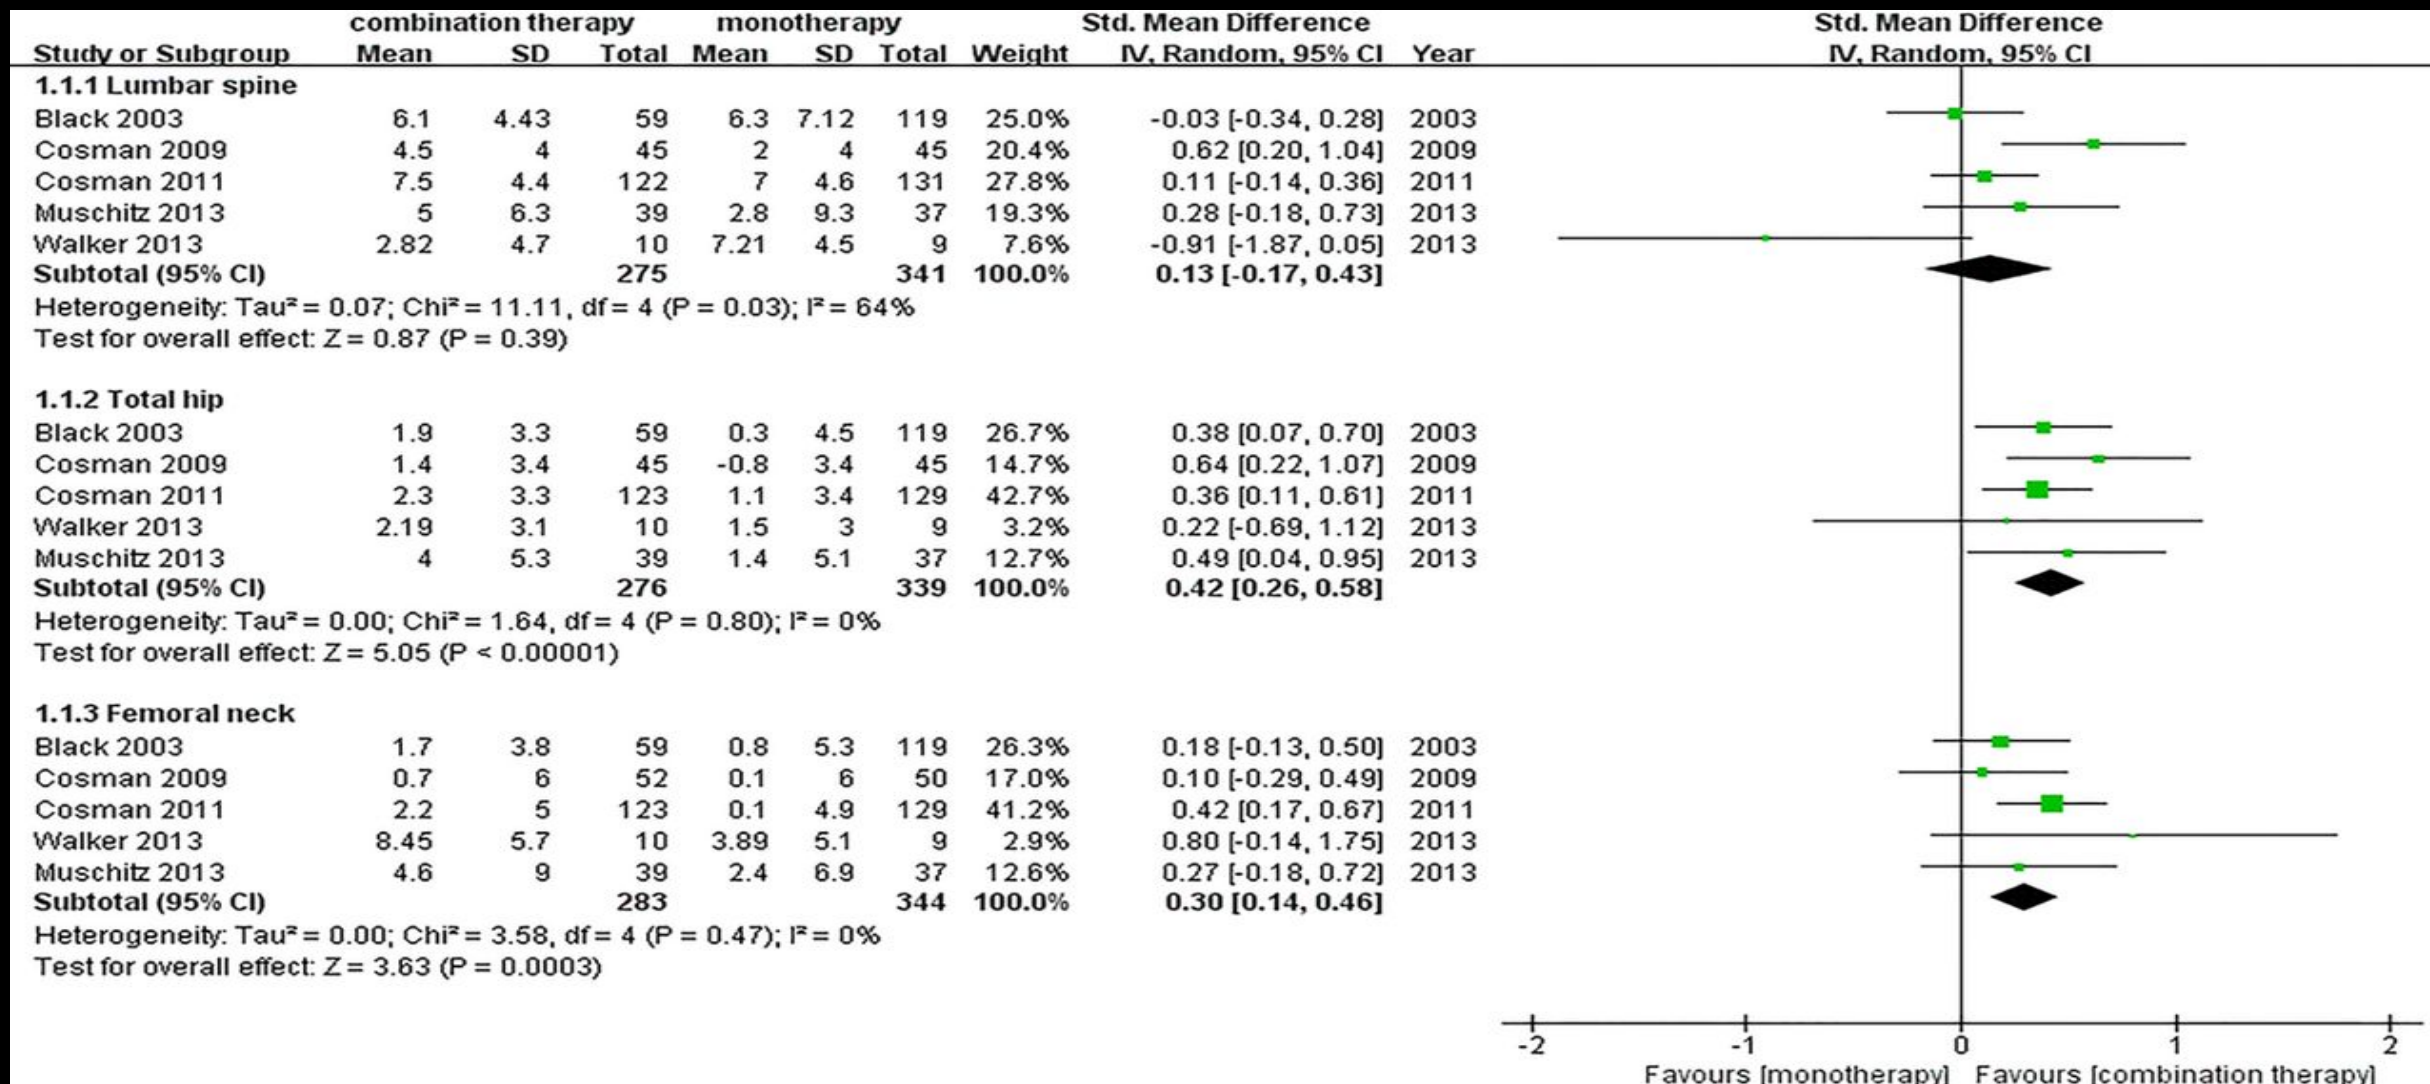 combination therapy monotherapy Std. Mean Difference Std. Mean Difference
Study or Subgroup Mean SD Total Mean SD Total Weight IV, Random, 95% CI Year IV, Random, 95% CI
1.1.1 Lumbar spine
Black 2003 6.1 4.43 59 6.3 7.12 119 25.0% -0.03 [-0.34, 0.28] 2003
Cosman 2009 4.5 4 45 2 4 45 20.4% 0.62 [0.20, 1.04] 2009
Cosman 2011 7.5 4.4 122 7 4.6 131 27.8% 0.11 [-0.14, 0.36] 2011
Muschitz 2013 5 6.3 39 2.8 9.3 37 19.3% 0.28 [-0.18, 0.73] 2013
Walker 2013 2.82 4.7 10 7.21 4.5 9 7.6% -0.91 [-1.87, 0.05] 2013
Subtotal (95% CI) 275 341 100.0% 0.13 [-0.17, 0.43]
Heterogeneity: Tau² = 0.07; Chi² = 11.11, df = 4 (P = 0.03); I² = 64%
Test for overall effect: Z = 0.87 (P = 0.39)
1.1.2 Total hip
Black 2003 1.9 3.3 59 0.3 4.5 119 26.7% 0.38 [0.07, 0.70] 2003
Cosman 2009 1.4 3.4 45 -0.8 3.4 45 14.7% 0.64 [0.22, 1.07] 2009
Cosman 2011 2.3 3.3 123 1.1 3.4 129 42.7% 0.36 [0.11, 0.61] 2011
Walker 2013 2.19 3.1 10 1.5 3 9 3.2% 0.22 [-0.69, 1.12] 2013
Muschitz 2013 4 5.3 39 1.4 5.1 37 12.7% 0.49 [0.04, 0.95] 2013
Subtotal (95% CI) 276 339 100.0% 0.42 [0.26, 0.58]
Heterogeneity: Tau² = 0.00; Chi² = 1.64, df = 4 (P = 0.80); I² = 0%
Test for overall effect: Z = 5.05 (P < 0.00001)
1.1.3 Femoral neck
Black 2003 1.7 3.8 59 0.8 5.3 119 26.3% 0.18 [-0.13, 0.50] 2003
Cosman 2009 0.7 6 52 0.1 6 50 17.0% 0.10 [-0.29, 0.49] 2009
Cosman 2011 2.2 5 123 0.1 4.9 129 41.2% 0.42 [0.17, 0.67] 2011
Walker 2013 8.45 5.7 10 3.89 5.1 9 2.9% 0.80 [-0.14, 1.75] 2013
Muschitz 2013 4.6 9 39 2.4 6.9 37 12.6% 0.27 [-0.18, 0.72] 2013
Subtotal (95% CI) 283 344 100.0% 0.30 [0.14, 0.46]
Heterogeneity: Tau² = 0.00; Chi² = 3.58, df = 4 (P = 0.47); I² = 0%
Test for overall effect: Z = 3.63 (P = 0.0003)
-2 -1 0 1 2
Favours [monotherapy] Favours [combination therapy]